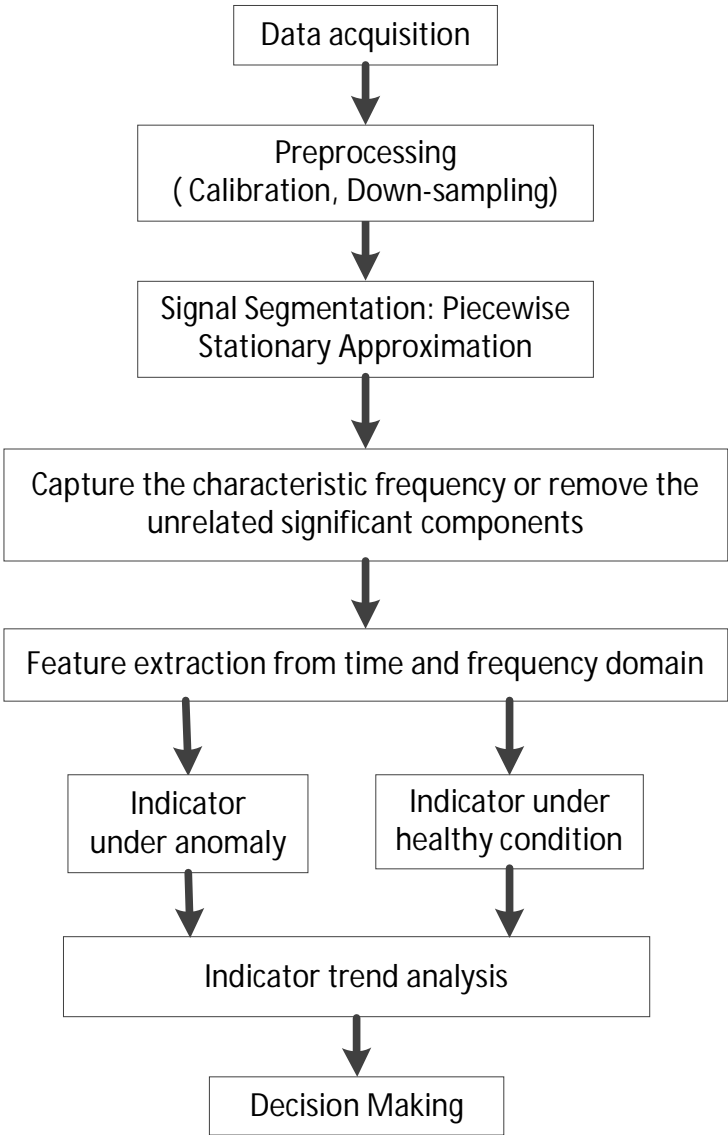 Data acquisition
Preprocessing
( Calibration, Down-sampling)
Signal Segmentation: Piecewise
Stationary Approximation
Capture the characteristic frequency or remove the
unrelated significant components
Feature extraction from time and frequency domain
Indicator
under anomaly
Indicator under
healthy condition
Indicator trend analysis
Decision Making